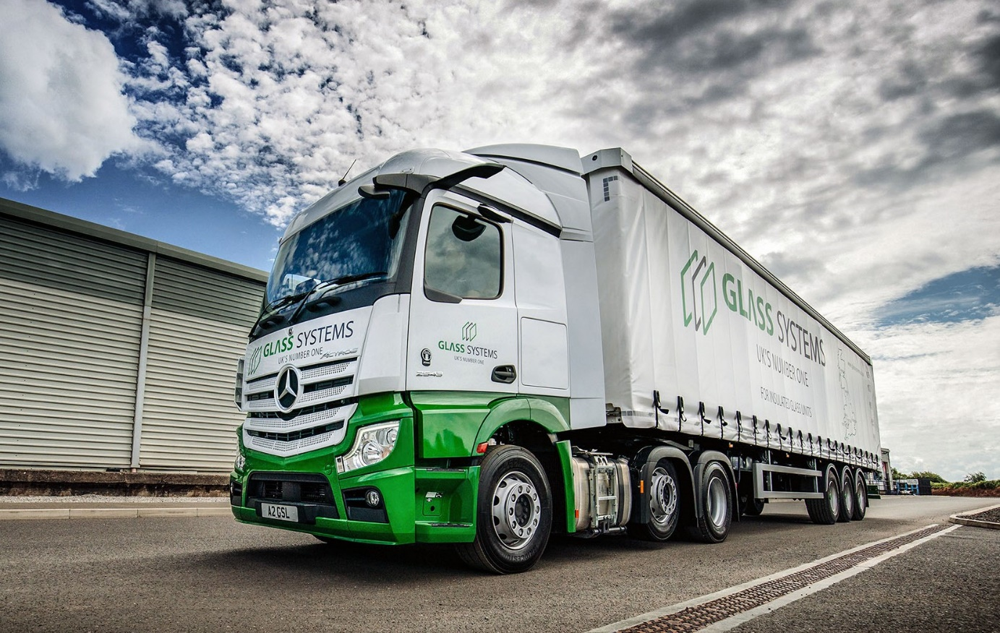 GLASS SYSTEMS
UK'S NUMBER ONE
ACTROS
A2 GSL
GLASS SYSTEMS
UK'S NUMBER ONE
2545
GLASS SYSTEMS
UK'S NUMBER ONE
FOR INSULATED GLASS UNITS